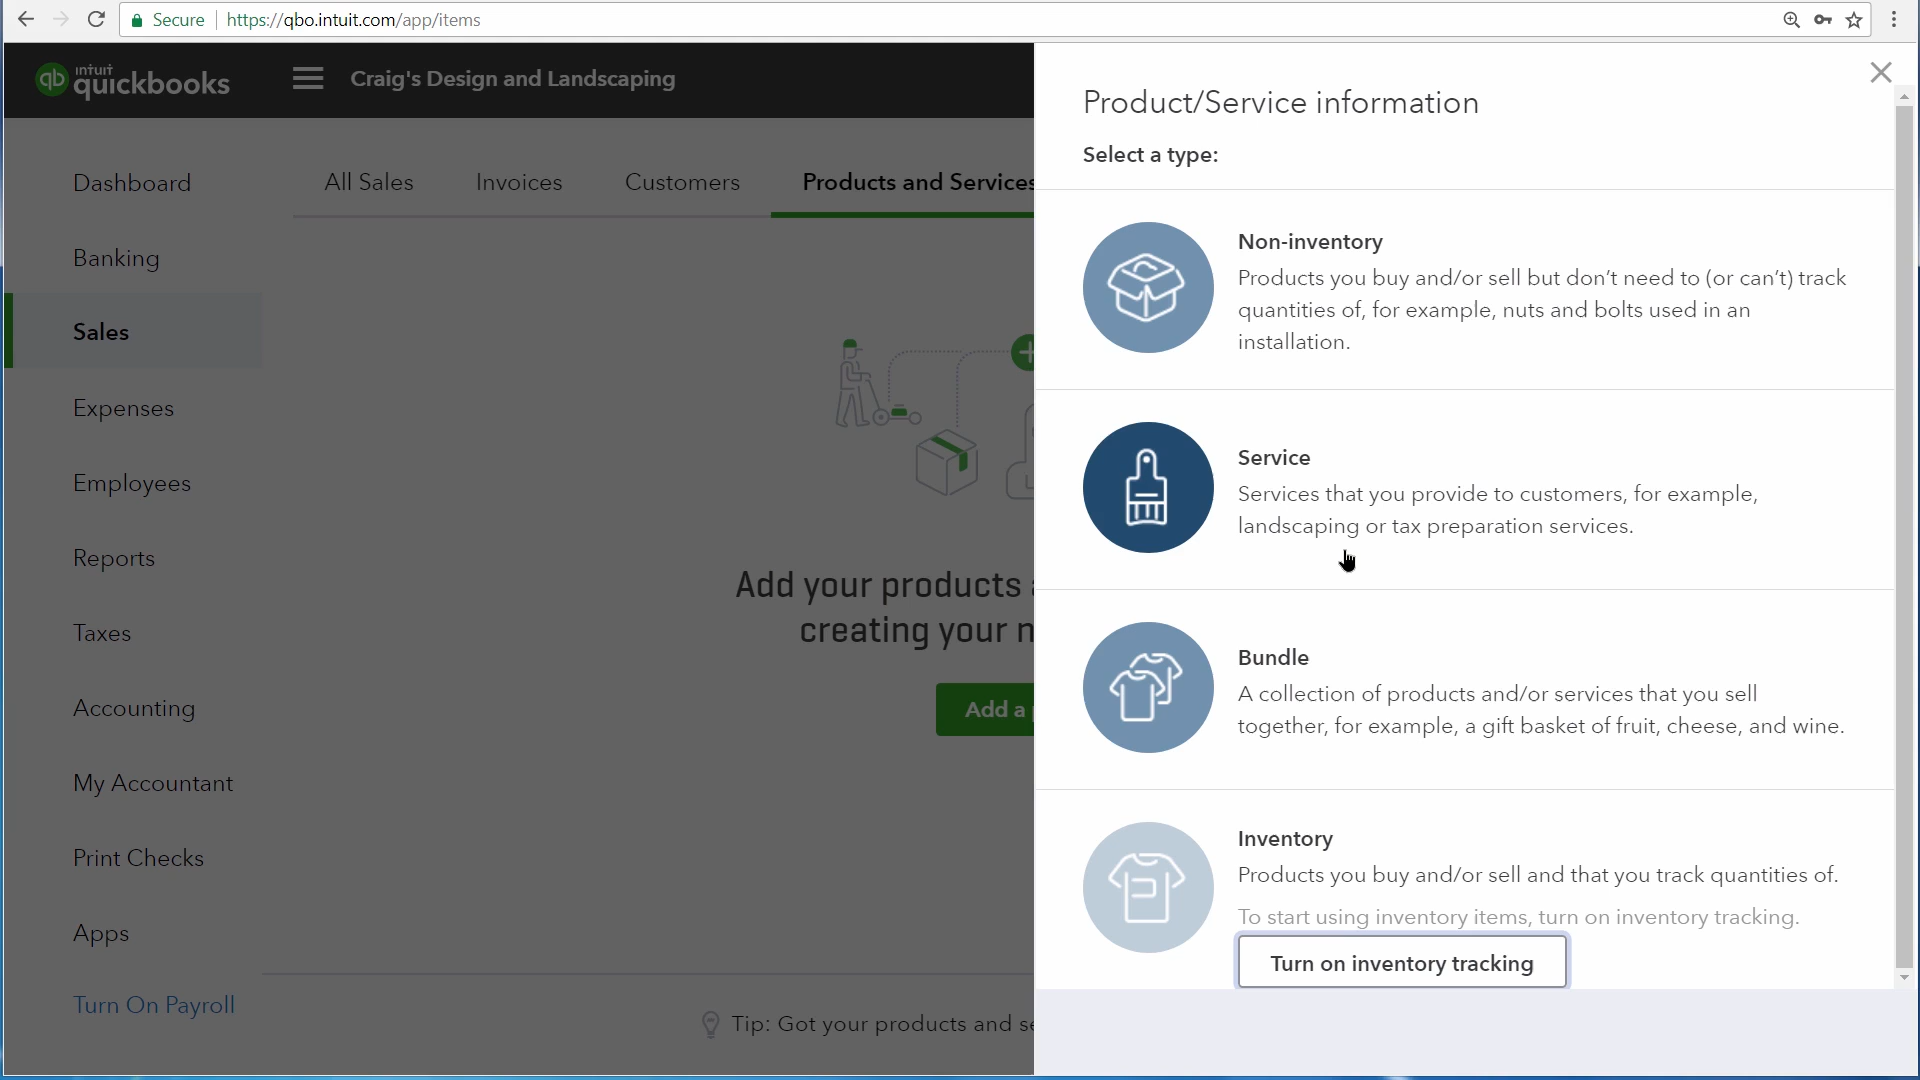 Secure https://qbo.intuit.com/app/items
qb intuit quickbooks
Craig's Design and Landscaping
Dashboard
Banking
Sales
Expenses
Employees
Reports
Taxes
Accounting
My Accountant
Print Checks
Apps
Turn On Payroll
All Sales Invoices Customers Products and Services
Add your products
creating your
Add a
Tip: Got your products and
Product/Service information
Select a type:
Non-inventory
Products you buy and/or sell but don’t need to (or can’t) track
quantities of, for example, nuts and bolts used in an
installation.
Service
Services that you provide to customers, for example,
landscaping or tax preparation services.
Bundle
A collection of products and/or services that you sell
together, for example, a gift basket of fruit, cheese, and wine.
Inventory
Products you buy and/or sell and that you track quantities of.
To start using inventory items, turn on inventory tracking.
Turn on inventory tracking